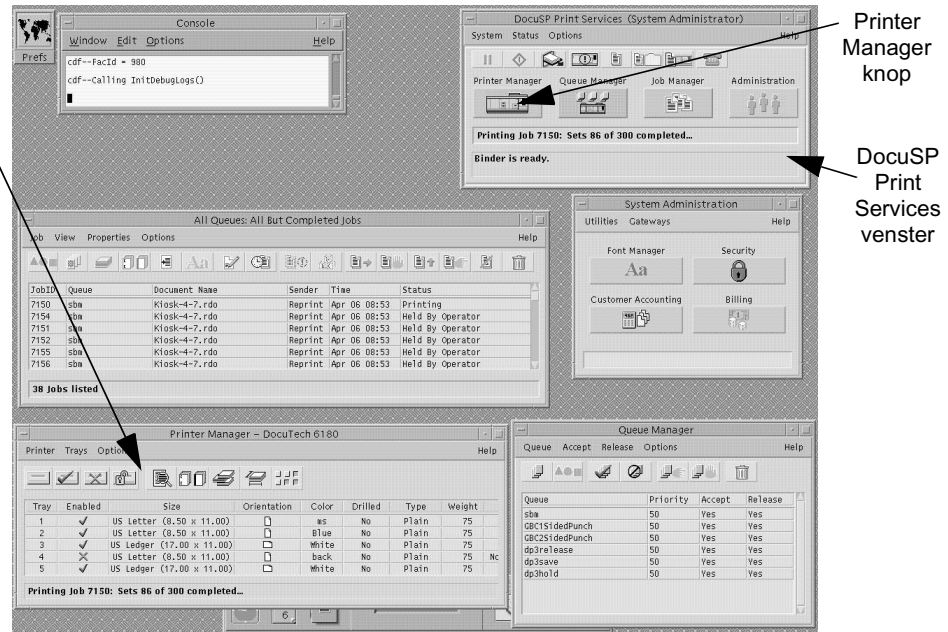 Prefs
Console
Window Edit Options Help
cdf--FacId = 980
cdf--Calling InitDebugLogs()
DocuSP Print Services (System Administrator)
System Status Options Help
Printer Manager Queue Manager Job Manager Administration
Printing Job 7150: Sets 86 of 300 completed...
Binder is ready.
Printer
Manager
knop
DocuSP
Print
Services
venster
All Queues: All But Completed Jobs
Job View Properties Options Help
Aa
JobID Queue Document Name Sender Time Status
7150 sbm Kiosk-4-7.rdo Reprint Apr 06 08:53 Printing
7154 sbm Kiosk-4-7.rdo Reprint Apr 06 08:53 Held By Operator
7151 sbm Kiosk-4-7.rdo Reprint Apr 06 08:53 Held By Operator
7152 sbm Kiosk-4-7.rdo Reprint Apr 06 08:53 Held By Operator
7155 sbm Kiosk-4-7.rdo Reprint Apr 06 08:53 Held By Operator
7156 sbm Kiosk-4-7.rdo Reprint Apr 06 08:53 Held By Operator
38 Jobs listed
System Administration
Utilities Gateways Help
Font Manager Security
Aa
Customer Accounting Billing
Printer Manager – DocuTech 6180
Printer Trays Options Help
Tray Enabled Size Orientation Color Drilled Type Weight
1 US Letter (8.50 x 11.00) ms No Plain 75
2 US Letter (8.50 x 11.00) Blue No Plain 75
3 US Ledger (17.00 x 11.00) White No Plain 75
4 US Letter (8.50 x 11.00) back No Plain 75 No
5 US Ledger (17.00 x 11.00) White No Plain 75
Printing Job 7150: Sets 86 of 300 completed...
6
Queue Manager
Queue Accept Release Options Help
Queue Priority Accept Release
sbm 50 Yes Yes
GBC1SidedPunch 50 Yes Yes
GBC2SidedPunch 50 Yes Yes
dp3release 50 Yes Yes
dp3save 50 Yes Yes
dp3hold 50 Yes Yes